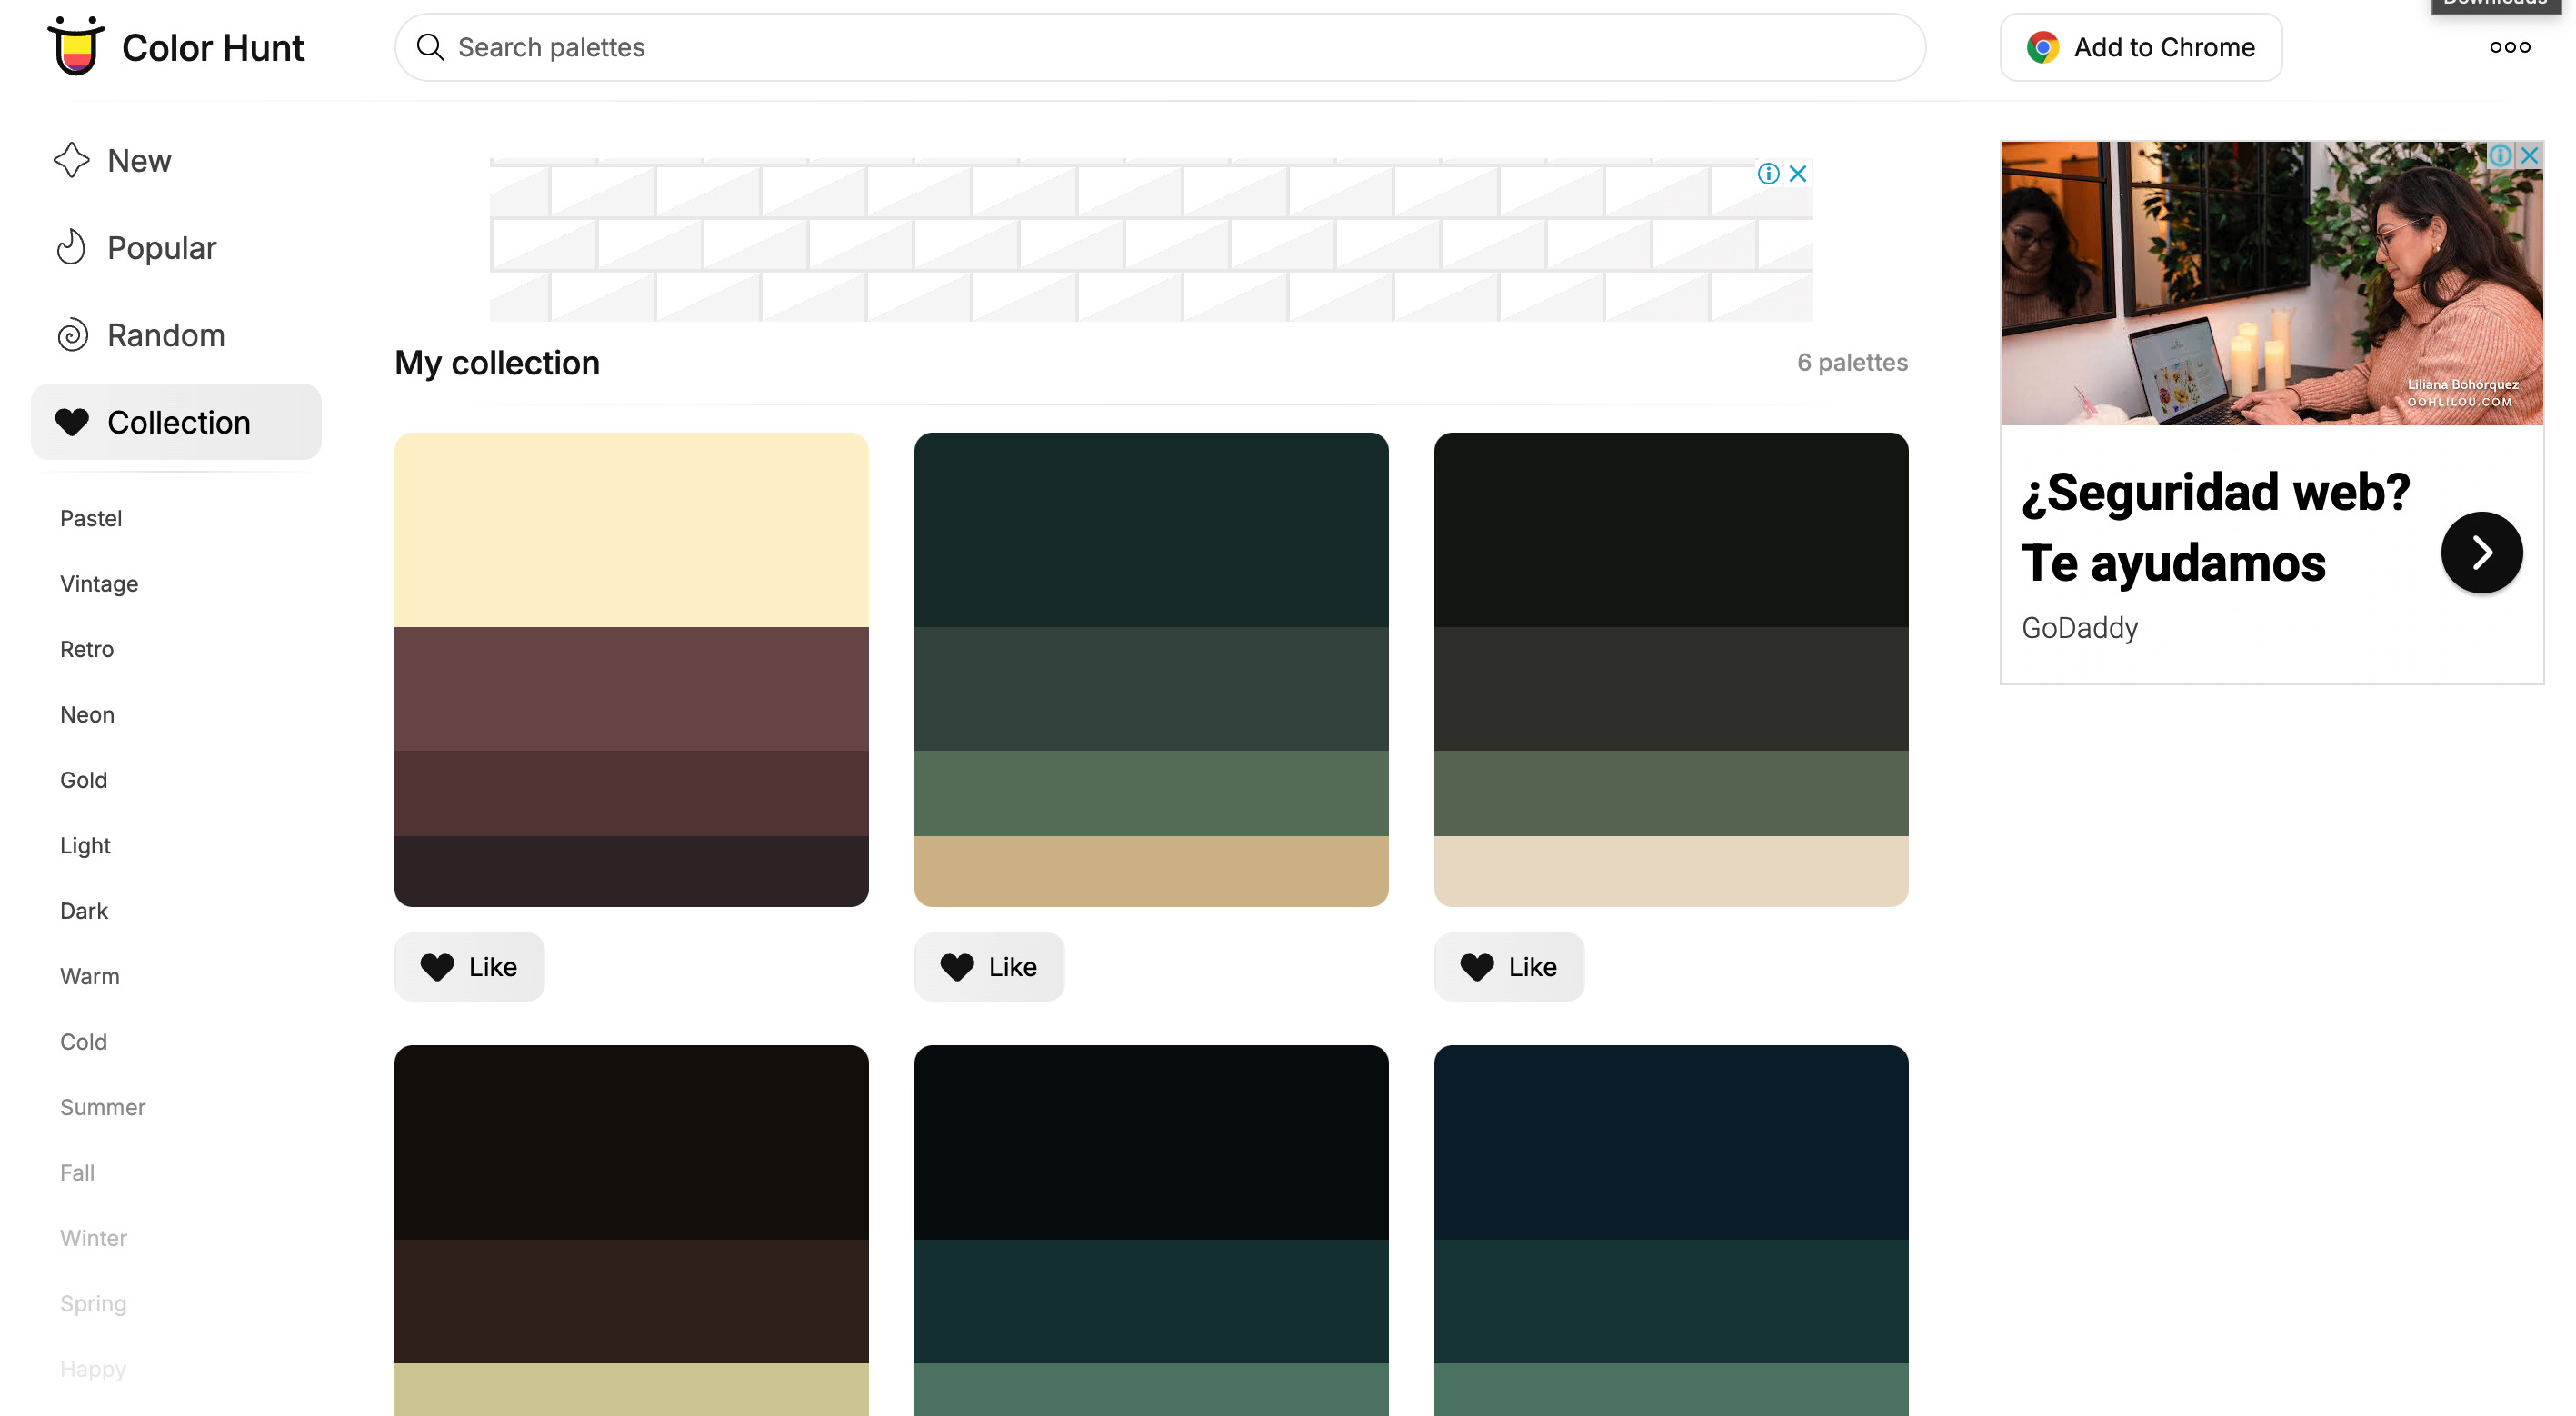 Downloads
Color Hunt
Search palettes
Add to Chrome
New
Popular
Random
Collection
Pastel
Vintage
Retro
Neon
Gold
Light
Dark
Warm
Cold
Summer
Fall
Winter
Spring
Happy
My collection
6 palettes
Like
Like
Like
Liliana Bohórquez
OOHLILOU.COM
¿Seguridad web?
Te ayudamos
GoDaddy